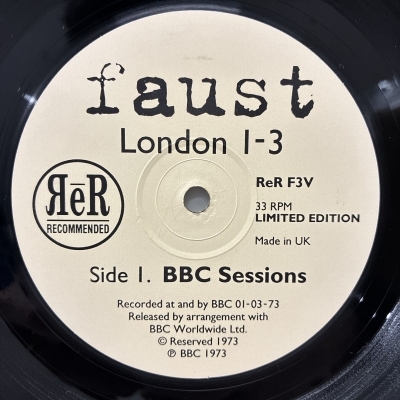 faust
London 1-3
ReR
RECOMMENDED
ReR F3V
33 RPM
LIMITED EDITION
Made in UK
Side 1. BBC Sessions
Recorded at and by BBC 01-03-73
Released by arrangement with
BBC Worldwide Ltd.
© Reserved 1973
℗ BBC 1973